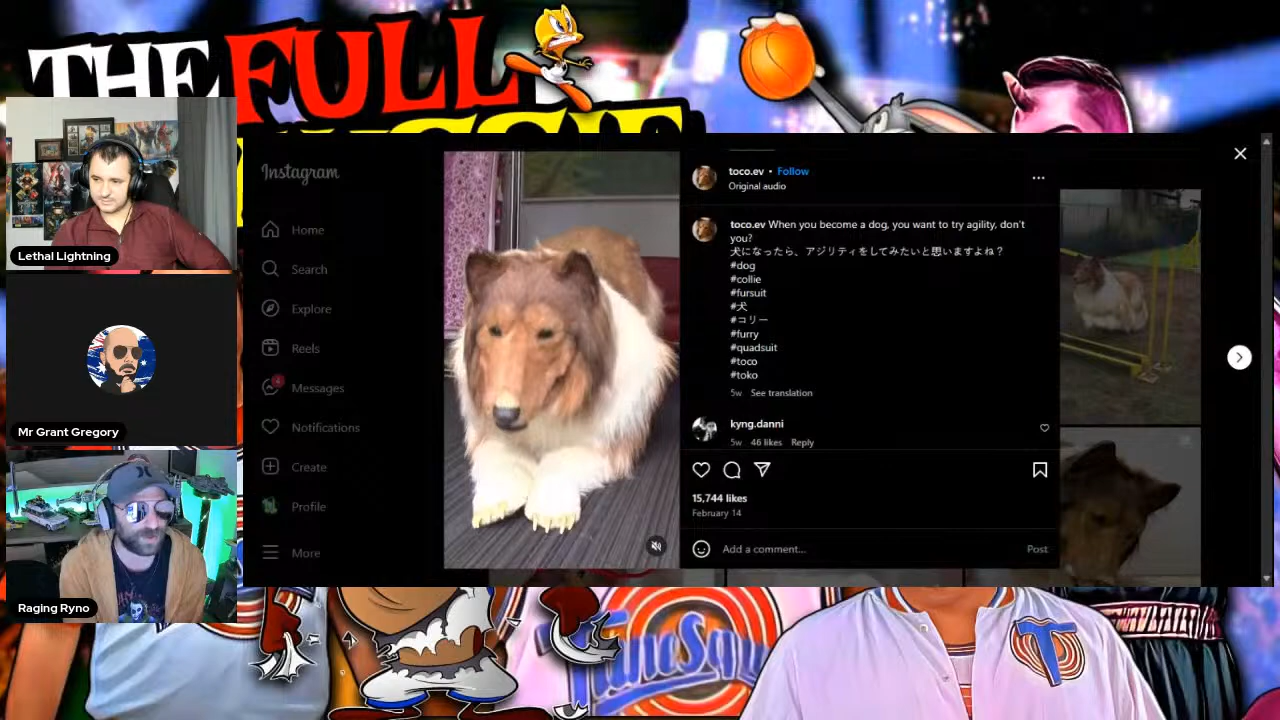 THE FULL
Lethal Lightning
Mr Grant Gregory
Raging Ryno
Instagram
Home
Search
Explore
Reels
4
Messages
Notifications
Create
Profile
More
toco.ev • Follow
Original audio
toco.ev When you become a dog, you want to try agility, don't
you?
犬になったら、アジリティをしてみたいと思いますよね？
#dog
#collie
#fursuit
#犬
#コリー
#furry
#quadsuit
#toco
#toko
5w See translation
kyng.danni
5w 46 likes Reply
15,744 likes
February 14
Add a comment...
Post
TuneSqu
T